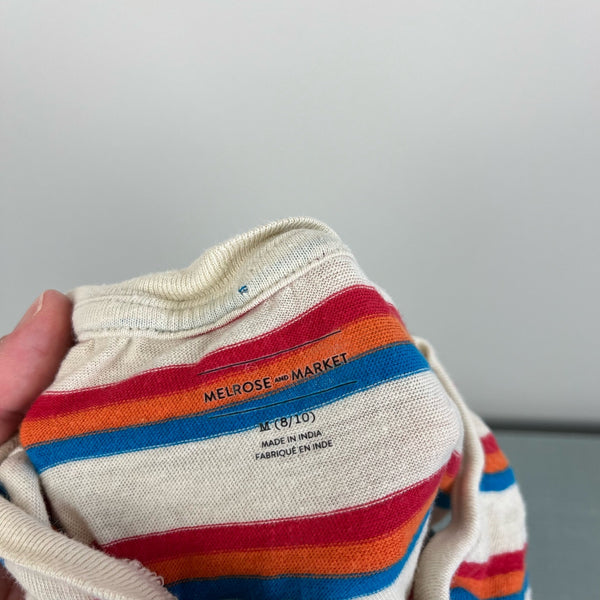 MELROSE AND MARKET
M (8/10)
MADE IN INDIA
FABRIQUÉ EN INDE